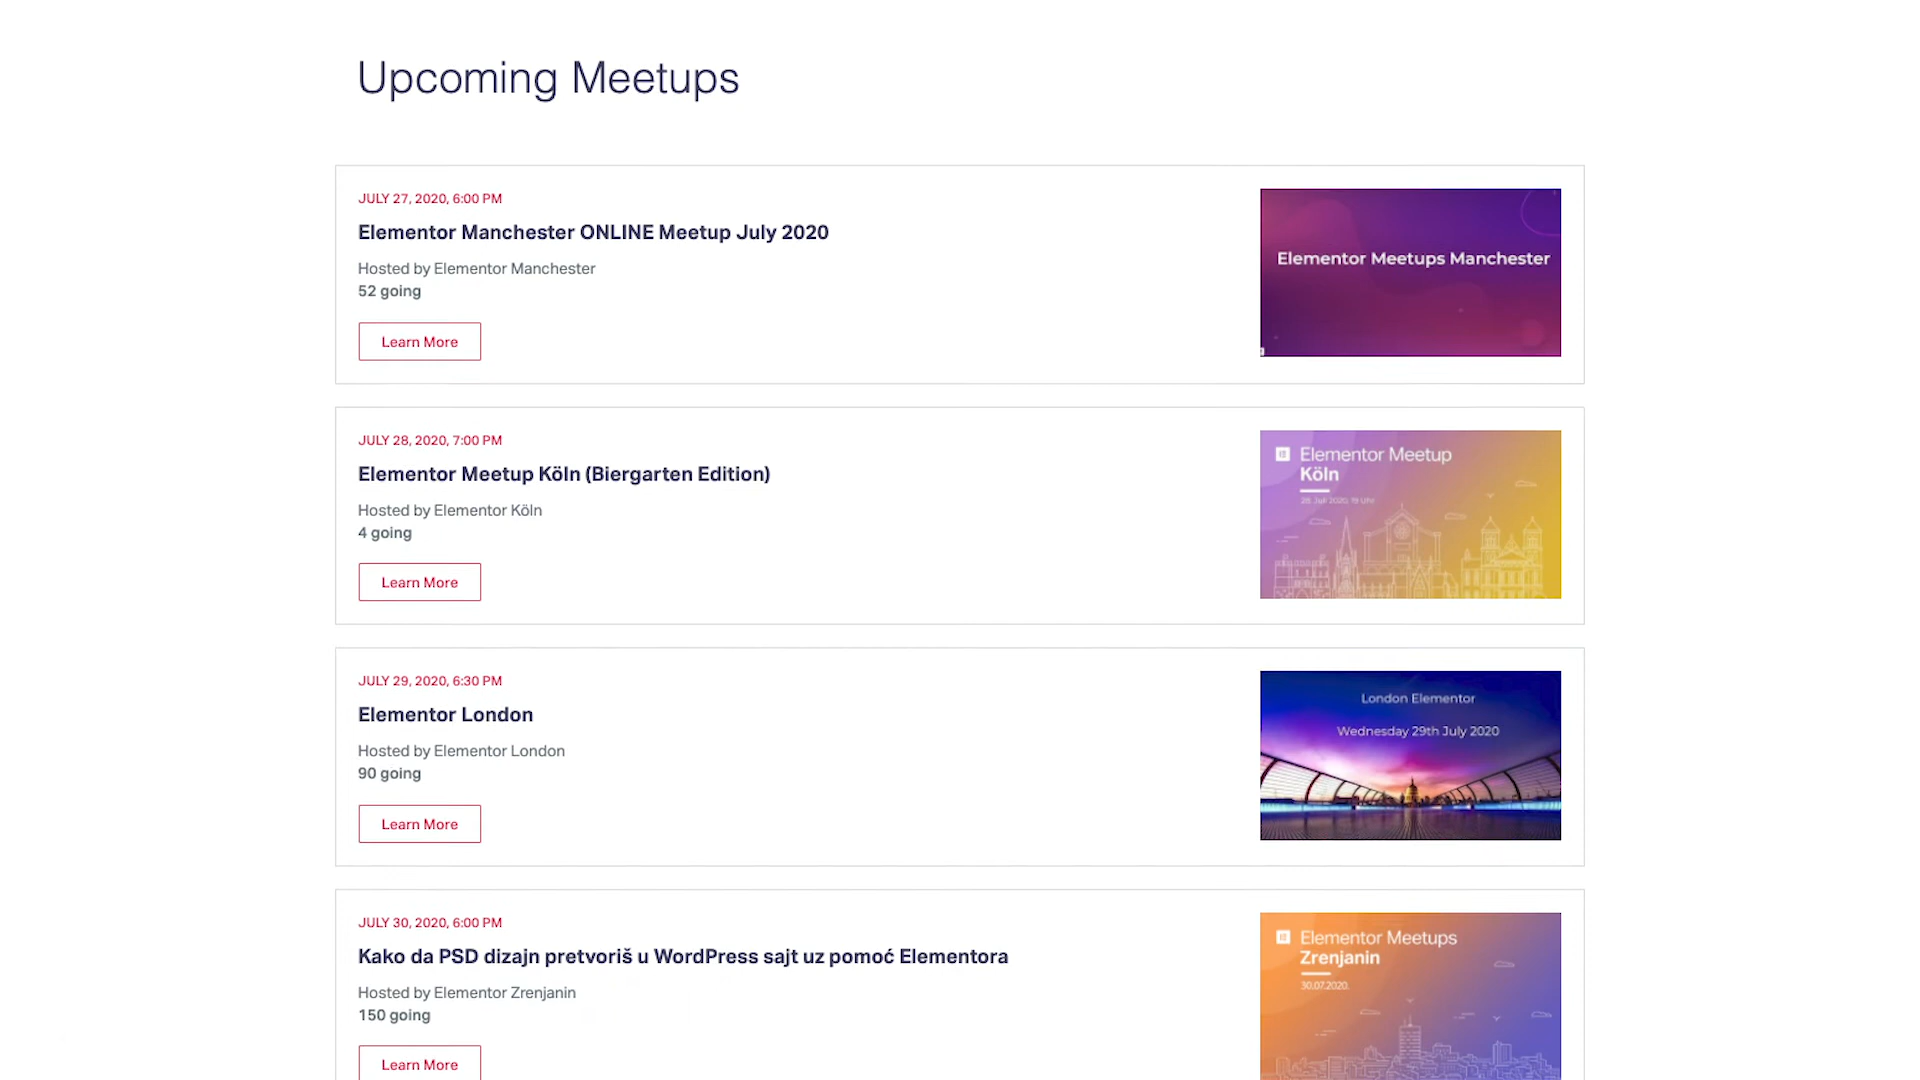 Upcoming Meetups
JULY 27, 2020, 6:00 PM
Elementor Manchester ONLINE Meetup July 2020
Hosted by Elementor Manchester
52 going
Learn More
Elementor Meetups Manchester
JULY 28, 2020, 7:00 PM
Elementor Meetup Köln (Biergarten Edition)
Hosted by Elementor Köln
4 going
Learn More
Elementor Meetup
Köln
28. Juli 2020, 19 Uhr
JULY 29, 2020, 6:30 PM
Elementor London
Hosted by Elementor London
90 going
Learn More
London Elementor
Wednesday 29th July 2020
JULY 30, 2020, 6:00 PM
Kako da PSD dizajn pretvoriš u WordPress sajt uz pomoć Elementora
Hosted by Elementor Zrenjanin
150 going
Learn More
Elementor Meetups
Zrenjanin
30.07.2020.